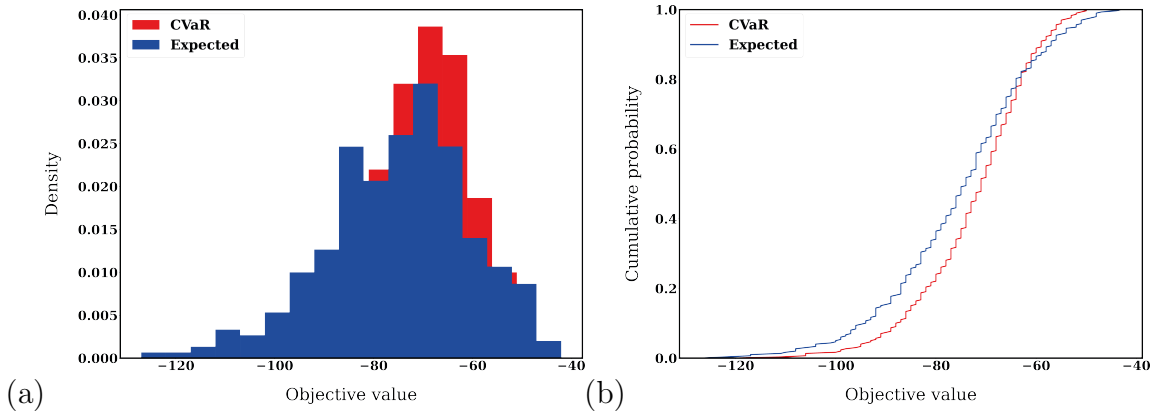 CVaR
Expected
0.040
0.035
0.030
0.025
0.020
0.015
0.010
0.005
0.000
Density
−120
−100
−80
−60
−40
Objective value
(a)
CVaR
Expected
1.0
0.8
0.6
0.4
0.2
0.0
Cumulative probability
−120
−100
−80
−60
−40
Objective value
(b)